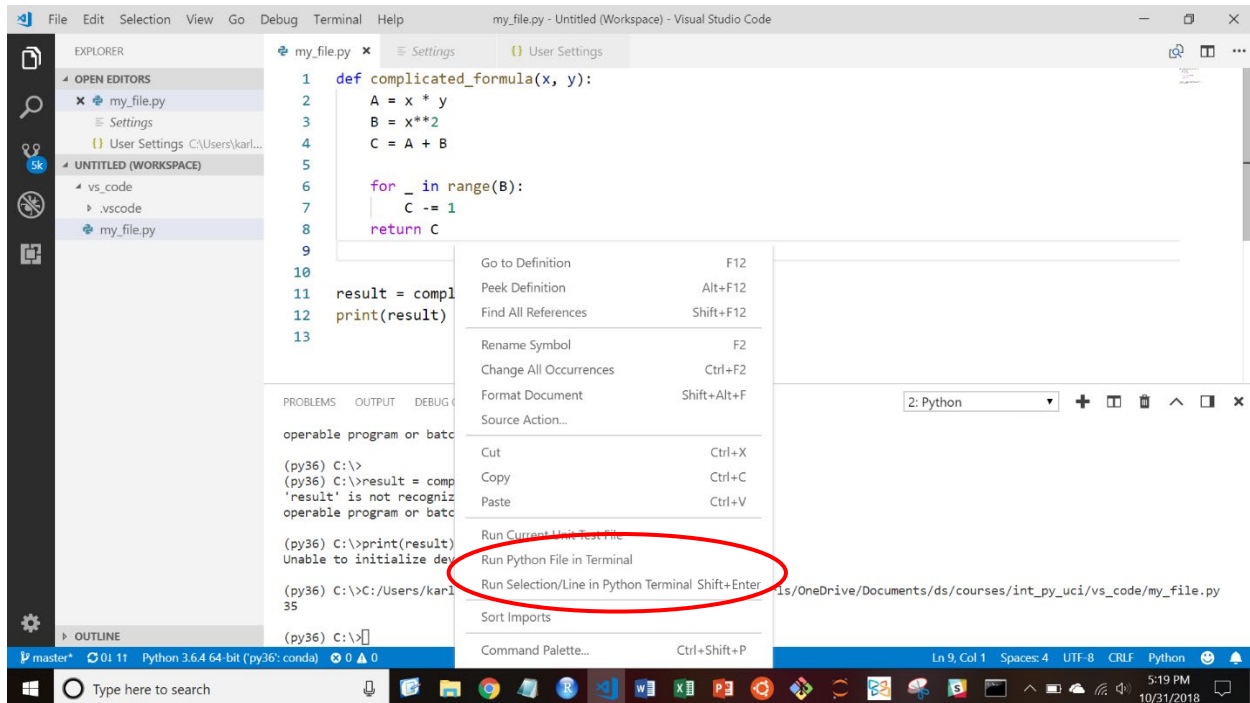 File Edit Selection View Go Debug Terminal Help my_file.py - Untitled (Workspace) - Visual Studio Code
EXPLORER
OPEN EDITORS
my_file.py
Settings
{} User Settings C:\Users\karl...
UNTITLED (WORKSPACE)
vs_code
.vscode
my_file.py
OUTLINE
5k
my_file.py Settings {} User Settings
1 def complicated_formula(x, y):
2 A = x * y
3 B = x**2
4 C = A + B
5
6 for _ in range(B):
7 C -= 1
8 return C
9
10
11 result = compl
12 print(result)
13
Go to Definition F12
Peek Definition Alt+F12
Find All References Shift+F12
Rename Symbol F2
Change All Occurrences Ctrl+F2
Format Document Shift+Alt+F
Source Action...
Cut Ctrl+X
Copy Ctrl+C
Paste Ctrl+V
Run Current Unit Test File
Run Python File in Terminal
Run Selection/Line in Python Terminal Shift+Enter
Sort Imports
Command Palette... Ctrl+Shift+P
PROBLEMS OUTPUT DEBUG 2: Python
operable program or batc
(py36) C:\>
(py36) C:\>result = comp
'result' is not recogniz
operable program or batc
(py36) C:\>print(result)
Unable to initialize dev
(py36) C:\>C:/Users/karl ls/OneDrive/Documents/ds/courses/int_py_uci/vs_code/my_file.py
35
(py36) C:\>
master* 0↓ 1↑ Python 3.6.4 64-bit ('py36': conda) 0 0 Ln 9, Col 1 Spaces: 4 UTF-8 CRLF Python
Type here to search
5:19 PM
10/31/2018